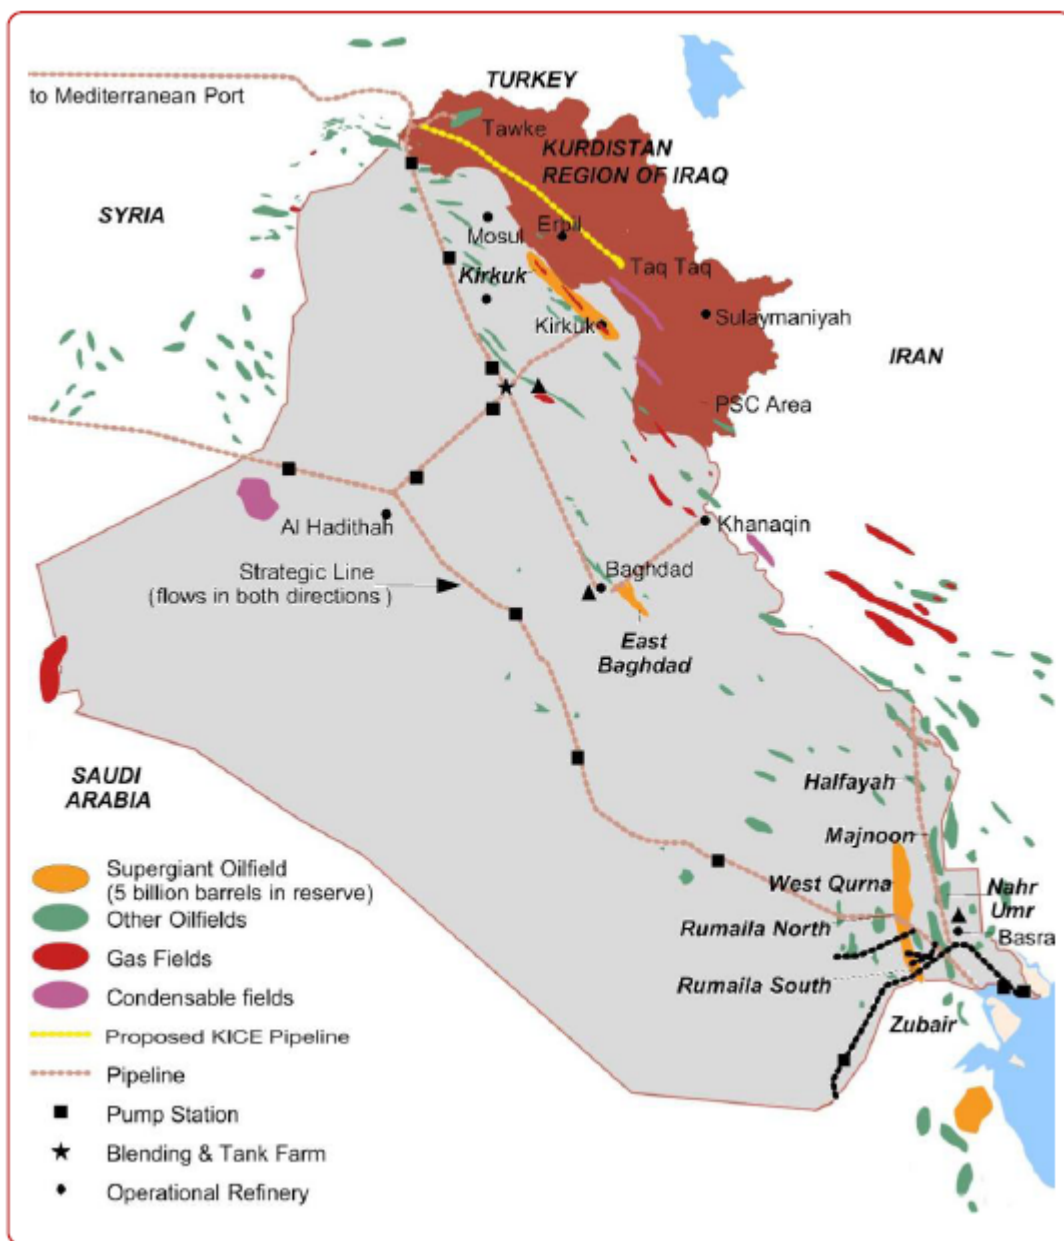 TURKEY
to Mediterranean Port
Tawke
KURDISTAN
REGION OF IRAQ
SYRIA
Mosul
Erbil
Kirkuk
Taq Taq
Kirkuk
Sulaymaniyah
IRAN
PSC Area
Al Hadithah
Khanaqin
Strategic Line
(flows in both directions )
Baghdad
East
Baghdad
SAUDI
ARABIA
Halfayah
Majnoon
West Qurna
Nahr
Umr
Rumaila North
Basra
Rumaila South
Zubair
Supergiant Oilfield
(5 billion barrels in reserve)
Other Oilfields
Gas Fields
Condensable fields
Proposed KICE Pipeline
Pipeline
Pump Station
Blending & Tank Farm
Operational Refinery